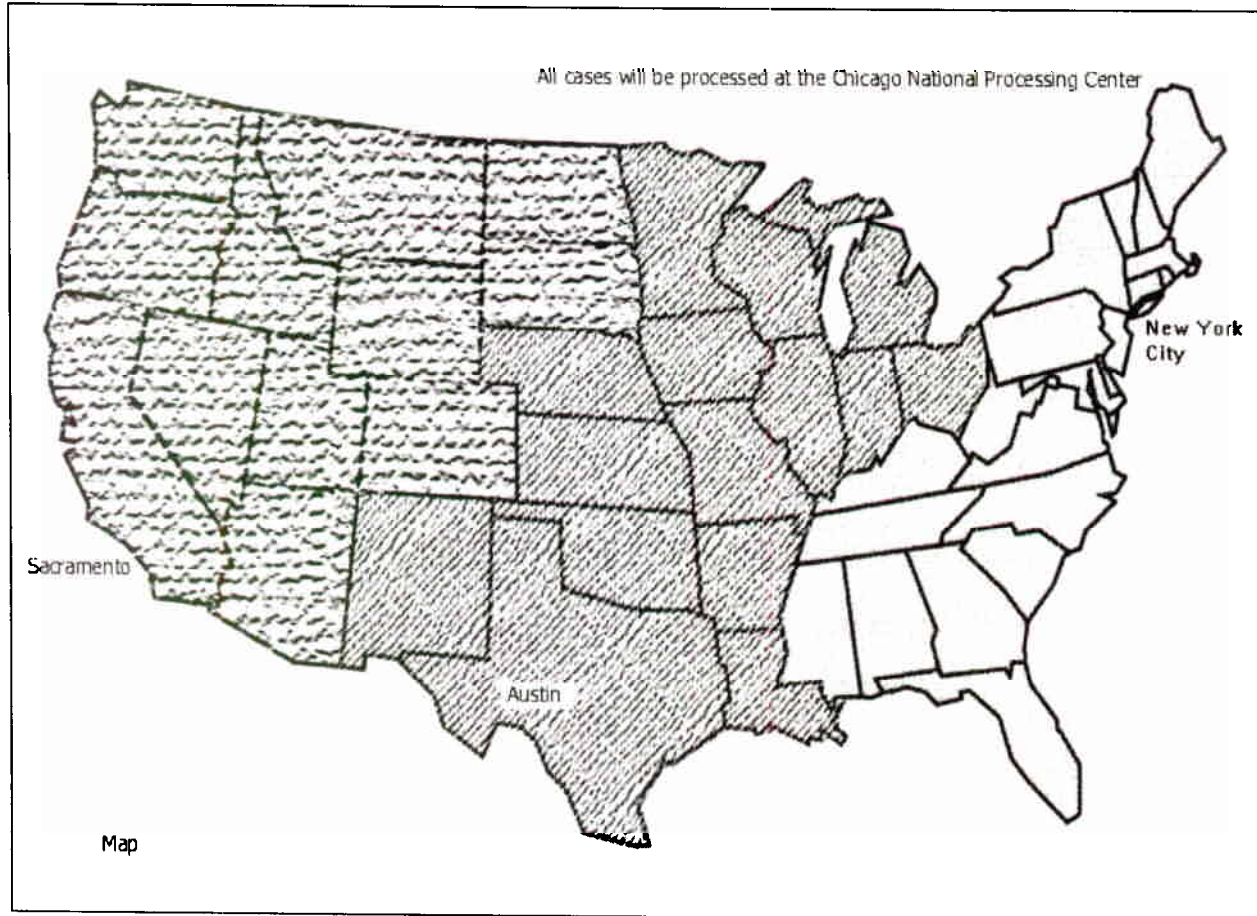 All cases will be processed at the Chicago National Processing Center
New York
City
Sacramento
Austin
Map